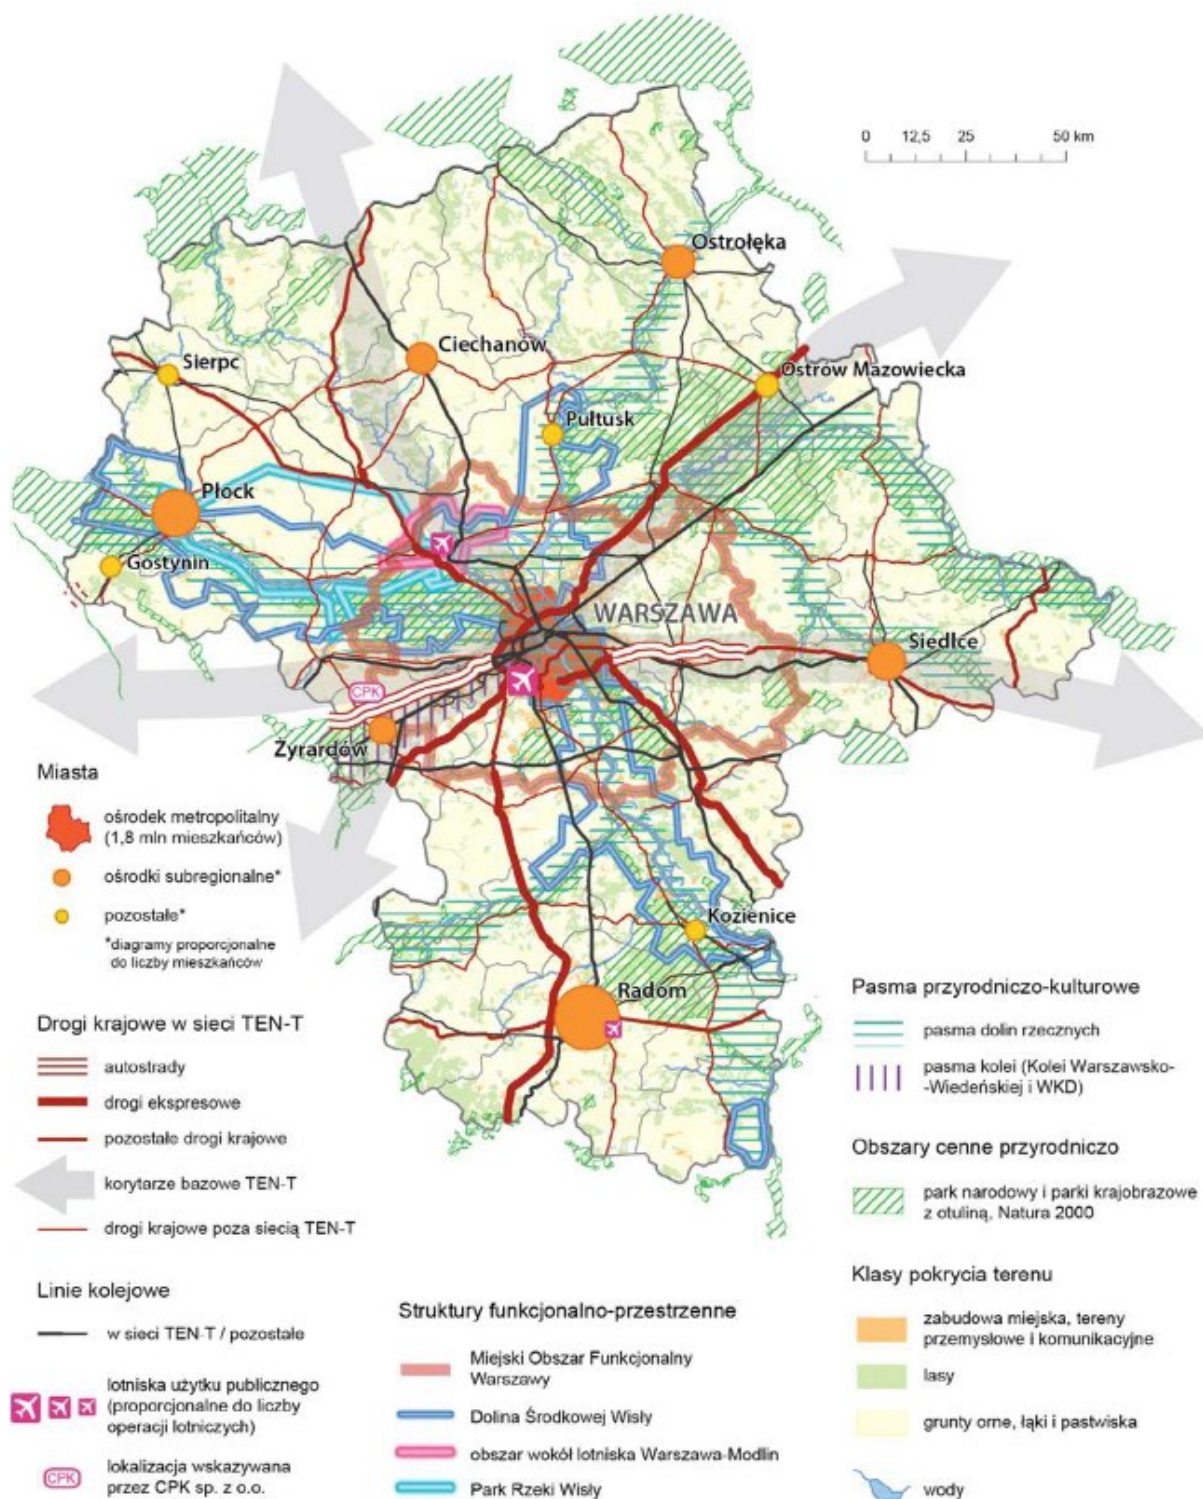 0 12,5 25 50 km
Ostrołęka
Ciechanów
Sierpc
Ostrów Mazowiecka
Pułtusk
Płock
Gostynin
WARSZAWA
Siedlce
CPK
Żyrardów
Kozienice
Radom
Miasta
ośrodek metropolitalny
(1,8 mln mieszkańców)
ośrodki subregionalne*
pozostałe*
*diagramy proporcjonalne
do liczby mieszkańców
Drogi krajowe w sieci TEN-T
autostrady
drogi ekspresowe
pozostałe drogi krajowe
korytarze bazowe TEN-T
drogi krajowe poza siecią TEN-T
Linie kolejowe
w sieci TEN-T / pozostałe
lotniska użytku publicznego
(proporcjonalne do liczby
operacji lotniczych)
CPK
lokalizacja wskazywana
przez CPK sp. z o.o.
Struktury funkcjonalno-przestrzenne
Miejski Obszar Funkcjonalny
Warszawy
Dolina Środkowej Wisły
obszar wokół lotniska Warszawa-Modlin
Park Rzeki Wisły
Pasma przyrodniczo-kulturowe
pasma dolin rzecznych
pasma kolei (Kolei Warszawsko-
-Wiedeńskiej i WKD)
Obszary cenne przyrodniczo
park narodowy i parki krajobrazowe
z otuliną, Natura 2000
Klasy pokrycia terenu
zabudowa miejska, tereny
przemysłowe i komunikacyjne
lasy
grunty orne, łąki i pastwiska
wody